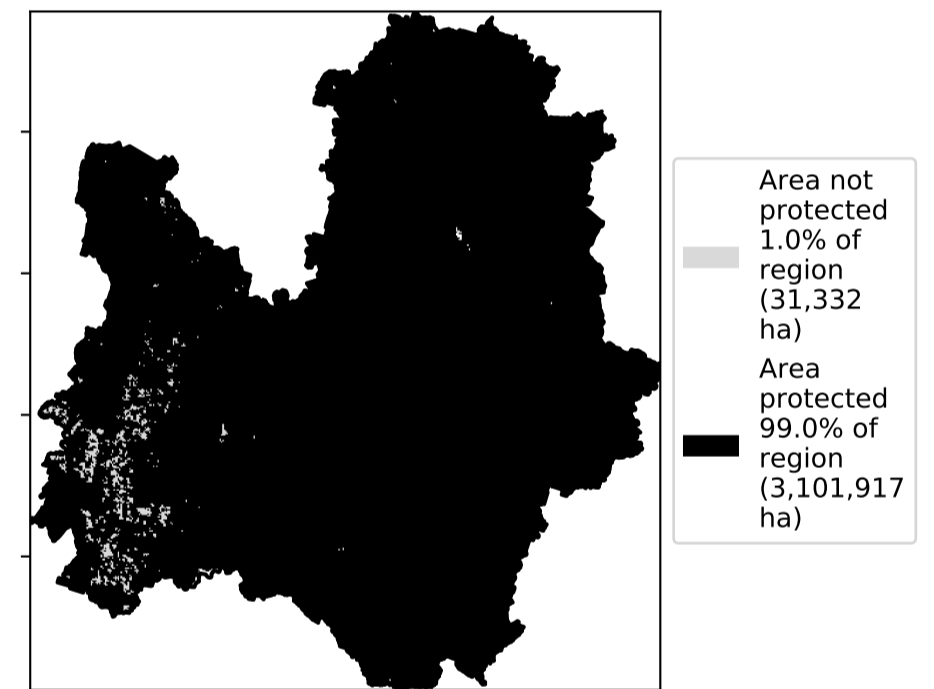 Area not
protected
1.0% of
region
(31,332
ha)
Area
protected
99.0% of
region
(3,101,917
ha)